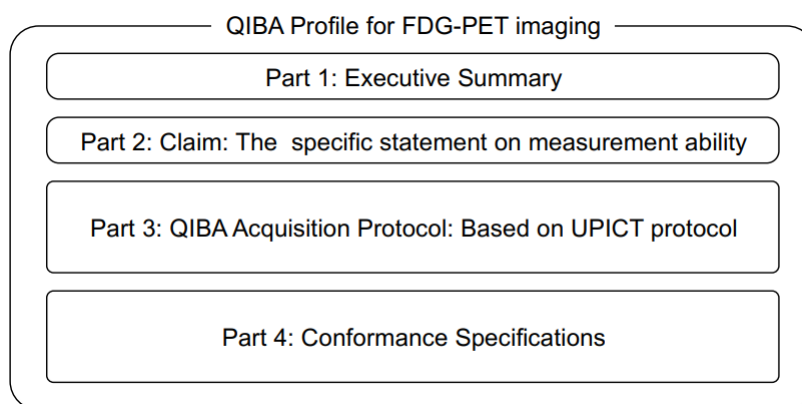 QIBA Profile for FDG-PET imaging
Part 1: Executive Summary
Part 2: Claim: The specific statement on measurement ability
Part 3: QIBA Acquisition Protocol: Based on UPICT protocol
Part 4: Conformance Specifications